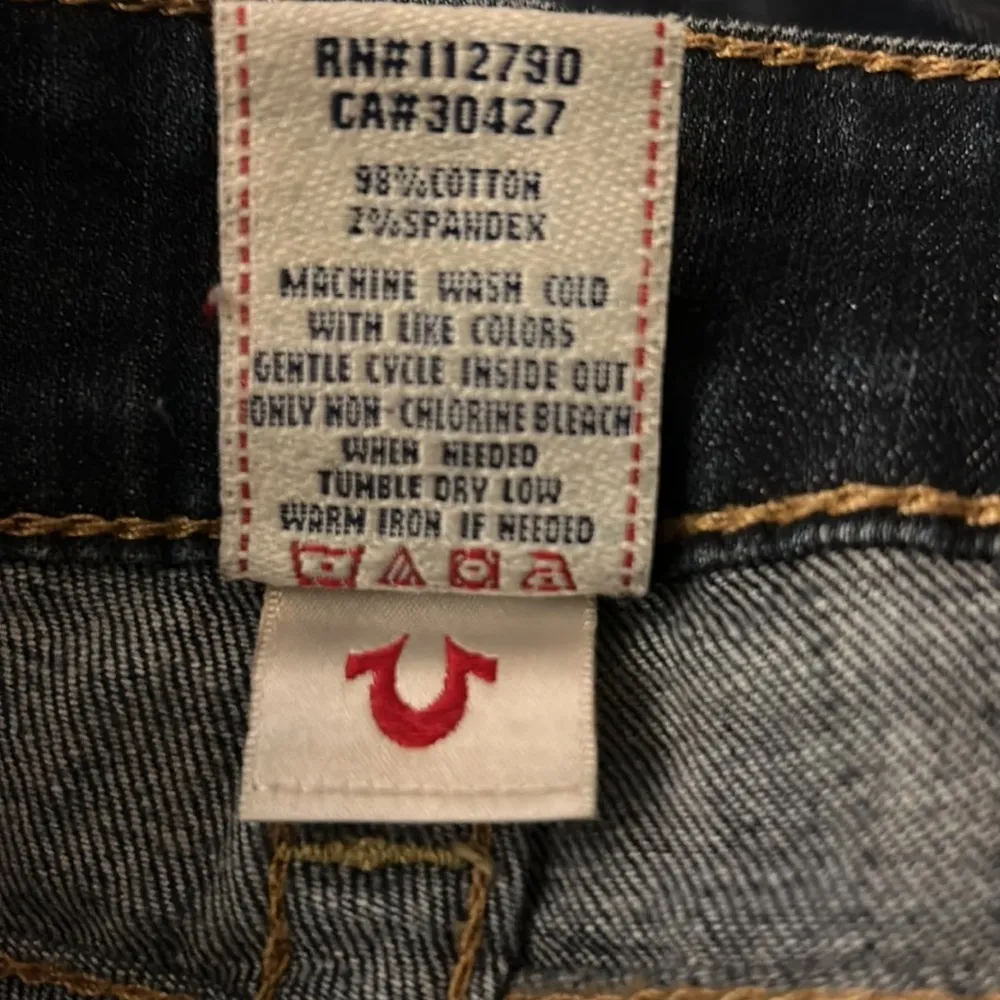 RN#112790
CA#30427
98%COTTON
2%SPANDEX
MACHINE WASH COLD
WITH LIKE COLORS
GENTLE CYCLE INSIDE OUT
ONLY NON-CHLORINE BLEACH
WHEN NEEDED
TUMBLE DRY LOW
WARM IRON IF NEEDED